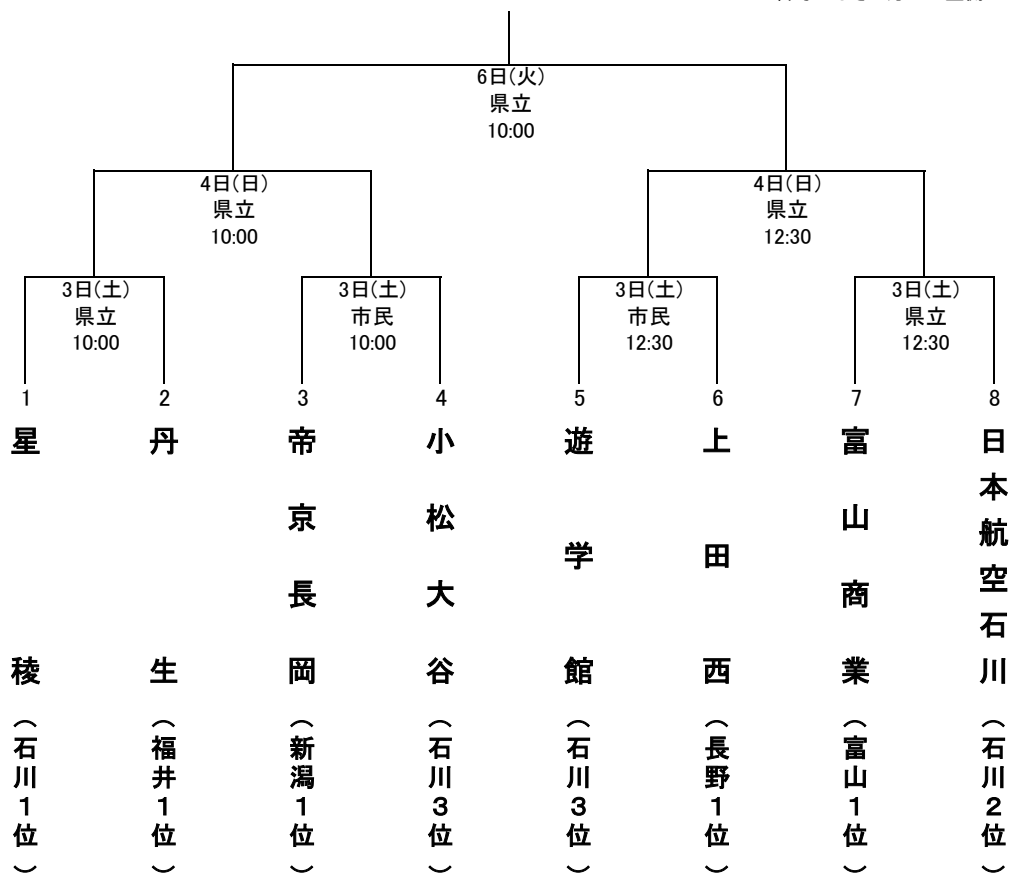 6日(火)
県立
10:00
4日(日)
県立
10:00
4日(日)
県立
12:30
3日(土)
県立
10:00
3日(土)
市民
10:00
3日(土)
市民
12:30
3日(土)
県立
12:30
1
2
3
4
5
6
7
8
星稜(石川1位)
丹生(福井1位)
帝京長岡(新潟1位)
小松大谷(石川3位)
遊学館(石川3位)
上田西(長野1位)
富山商業(富山1位)
日本航空石川(石川2位)